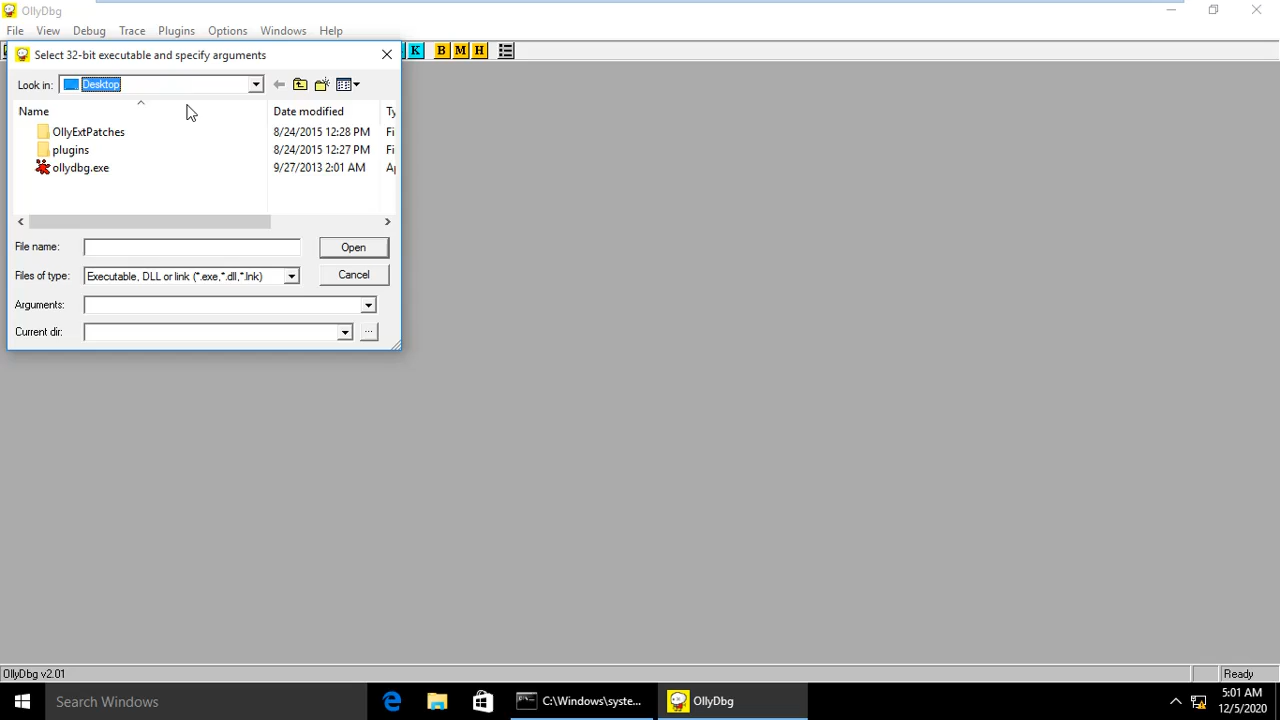 OllyDbg
File View Debug Trace Plugins Options Windows Help
K B M H
Select 32-bit executable and specify arguments
Look in: Desktop
Name Date modified Ty
OllyExtPatches 8/24/2015 12:28 PM Fi
plugins 8/24/2015 12:27 PM Fi
ollydbg.exe 9/27/2013 2:01 AM Ap
File name: Open
Files of type: Executable, DLL or link (*.exe,*.dll,*.lnk) Cancel
Arguments:
Current dir: ...
OllyDbg v2.01 Ready
Search Windows C:\Windows\syste... OllyDbg 5:01 AM
12/5/2020